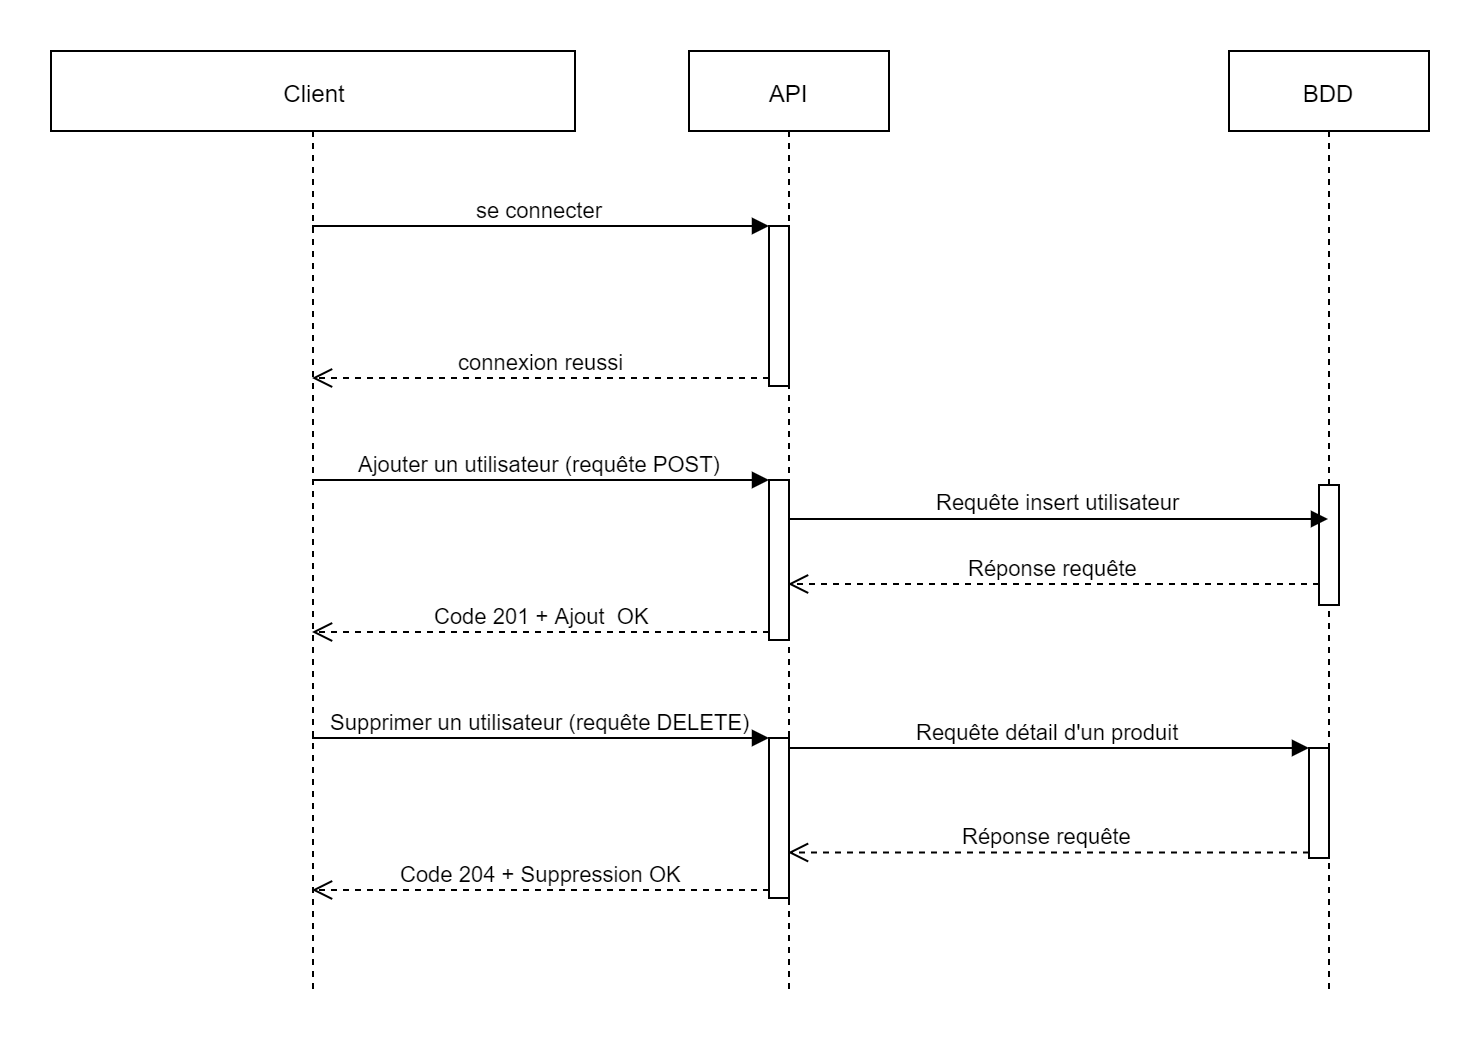 Client
API
BDD
se connecter
connexion reussi
Ajouter un utilisateur (requête POST)
Requête insert utilisateur
Réponse requête
Code 201 + Ajout  OK
Supprimer un utilisateur (requête DELETE)
Requête détail d'un produit
Réponse requête
Code 204 + Suppression OK